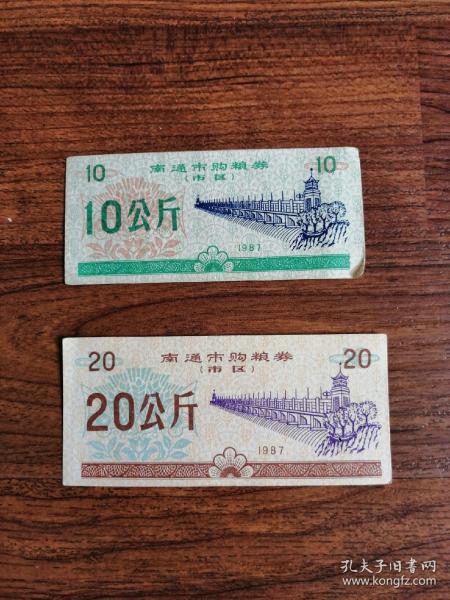 10
南通市购粮券
10
(市区)
10公斤
1987
20
南通市购粮券
20
(市区)
20公斤
1987
孔夫子旧书网
www.kongfz.com